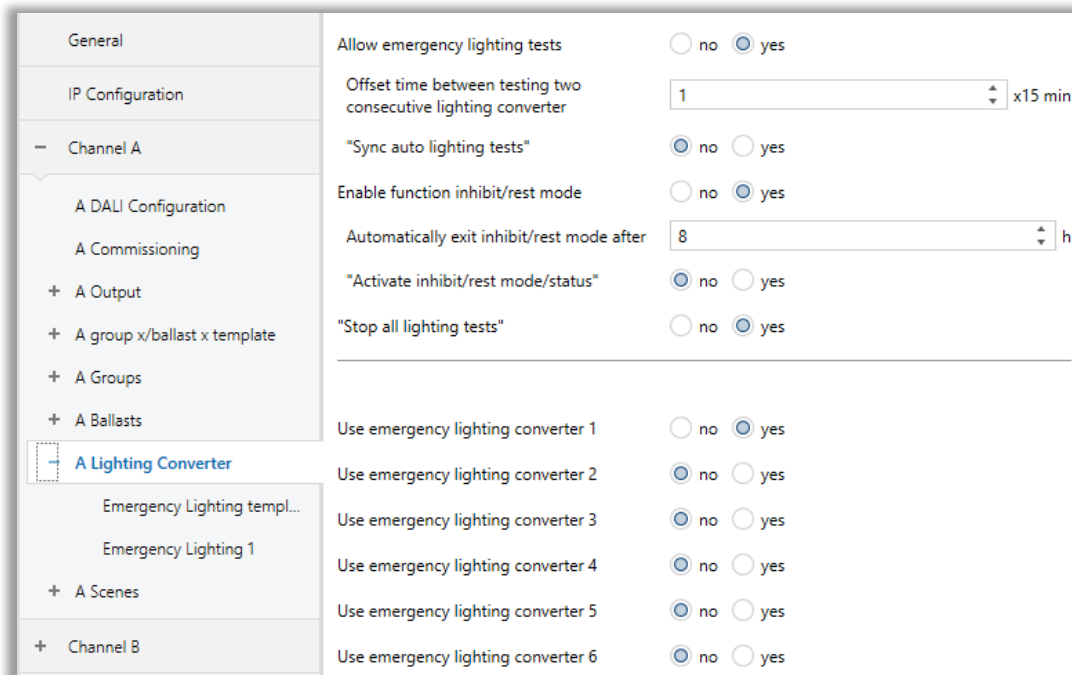 General
IP Configuration
Channel A
A DALI Configuration
A Commissioning
A Output
A group x/ballast x template
A Groups
A Ballasts
A Lighting Converter
Emergency Lighting templ...
Emergency Lighting 1
A Scenes
Channel B
Allow emergency lighting tests no yes
Offset time between testing two
consecutive lighting converter 1 x15 min
"Sync auto lighting tests" no yes
Enable function inhibit/rest mode no yes
Automatically exit inhibit/rest mode after 8 h
"Activate inhibit/rest mode/status" no yes
"Stop all lighting tests" no yes
Use emergency lighting converter 1 no yes
Use emergency lighting converter 2 no yes
Use emergency lighting converter 3 no yes
Use emergency lighting converter 4 no yes
Use emergency lighting converter 5 no yes
Use emergency lighting converter 6 no yes